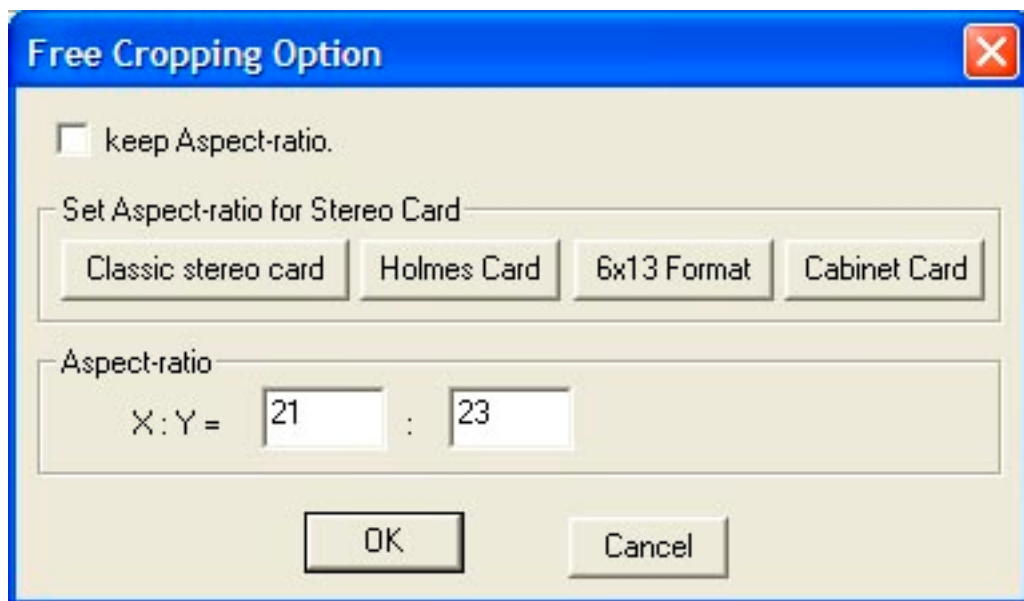 Free Cropping Option
keep Aspect-ratio.
Set Aspect-ratio for Stereo Card
Classic stereo card Holmes Card 6x13 Format Cabinet Card
Aspect-ratio
X : Y = 21 : 23
OK Cancel